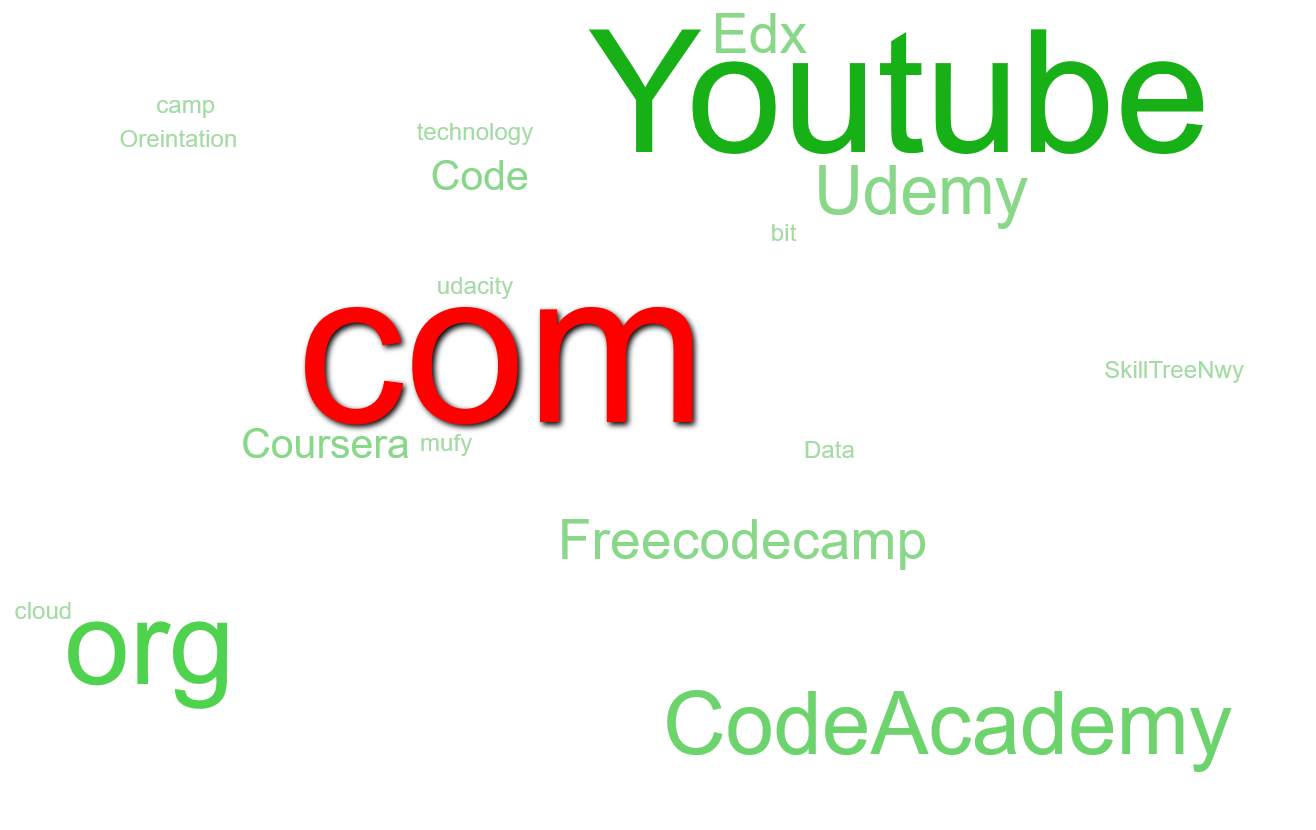 Edx
Youtube
camp
Oreintation
technology
Code
Udemy
bit
udacity
com
SkillTreeNwy
Coursera
mufy
Data
Freecodecamp
cloud
org
CodeAcademy